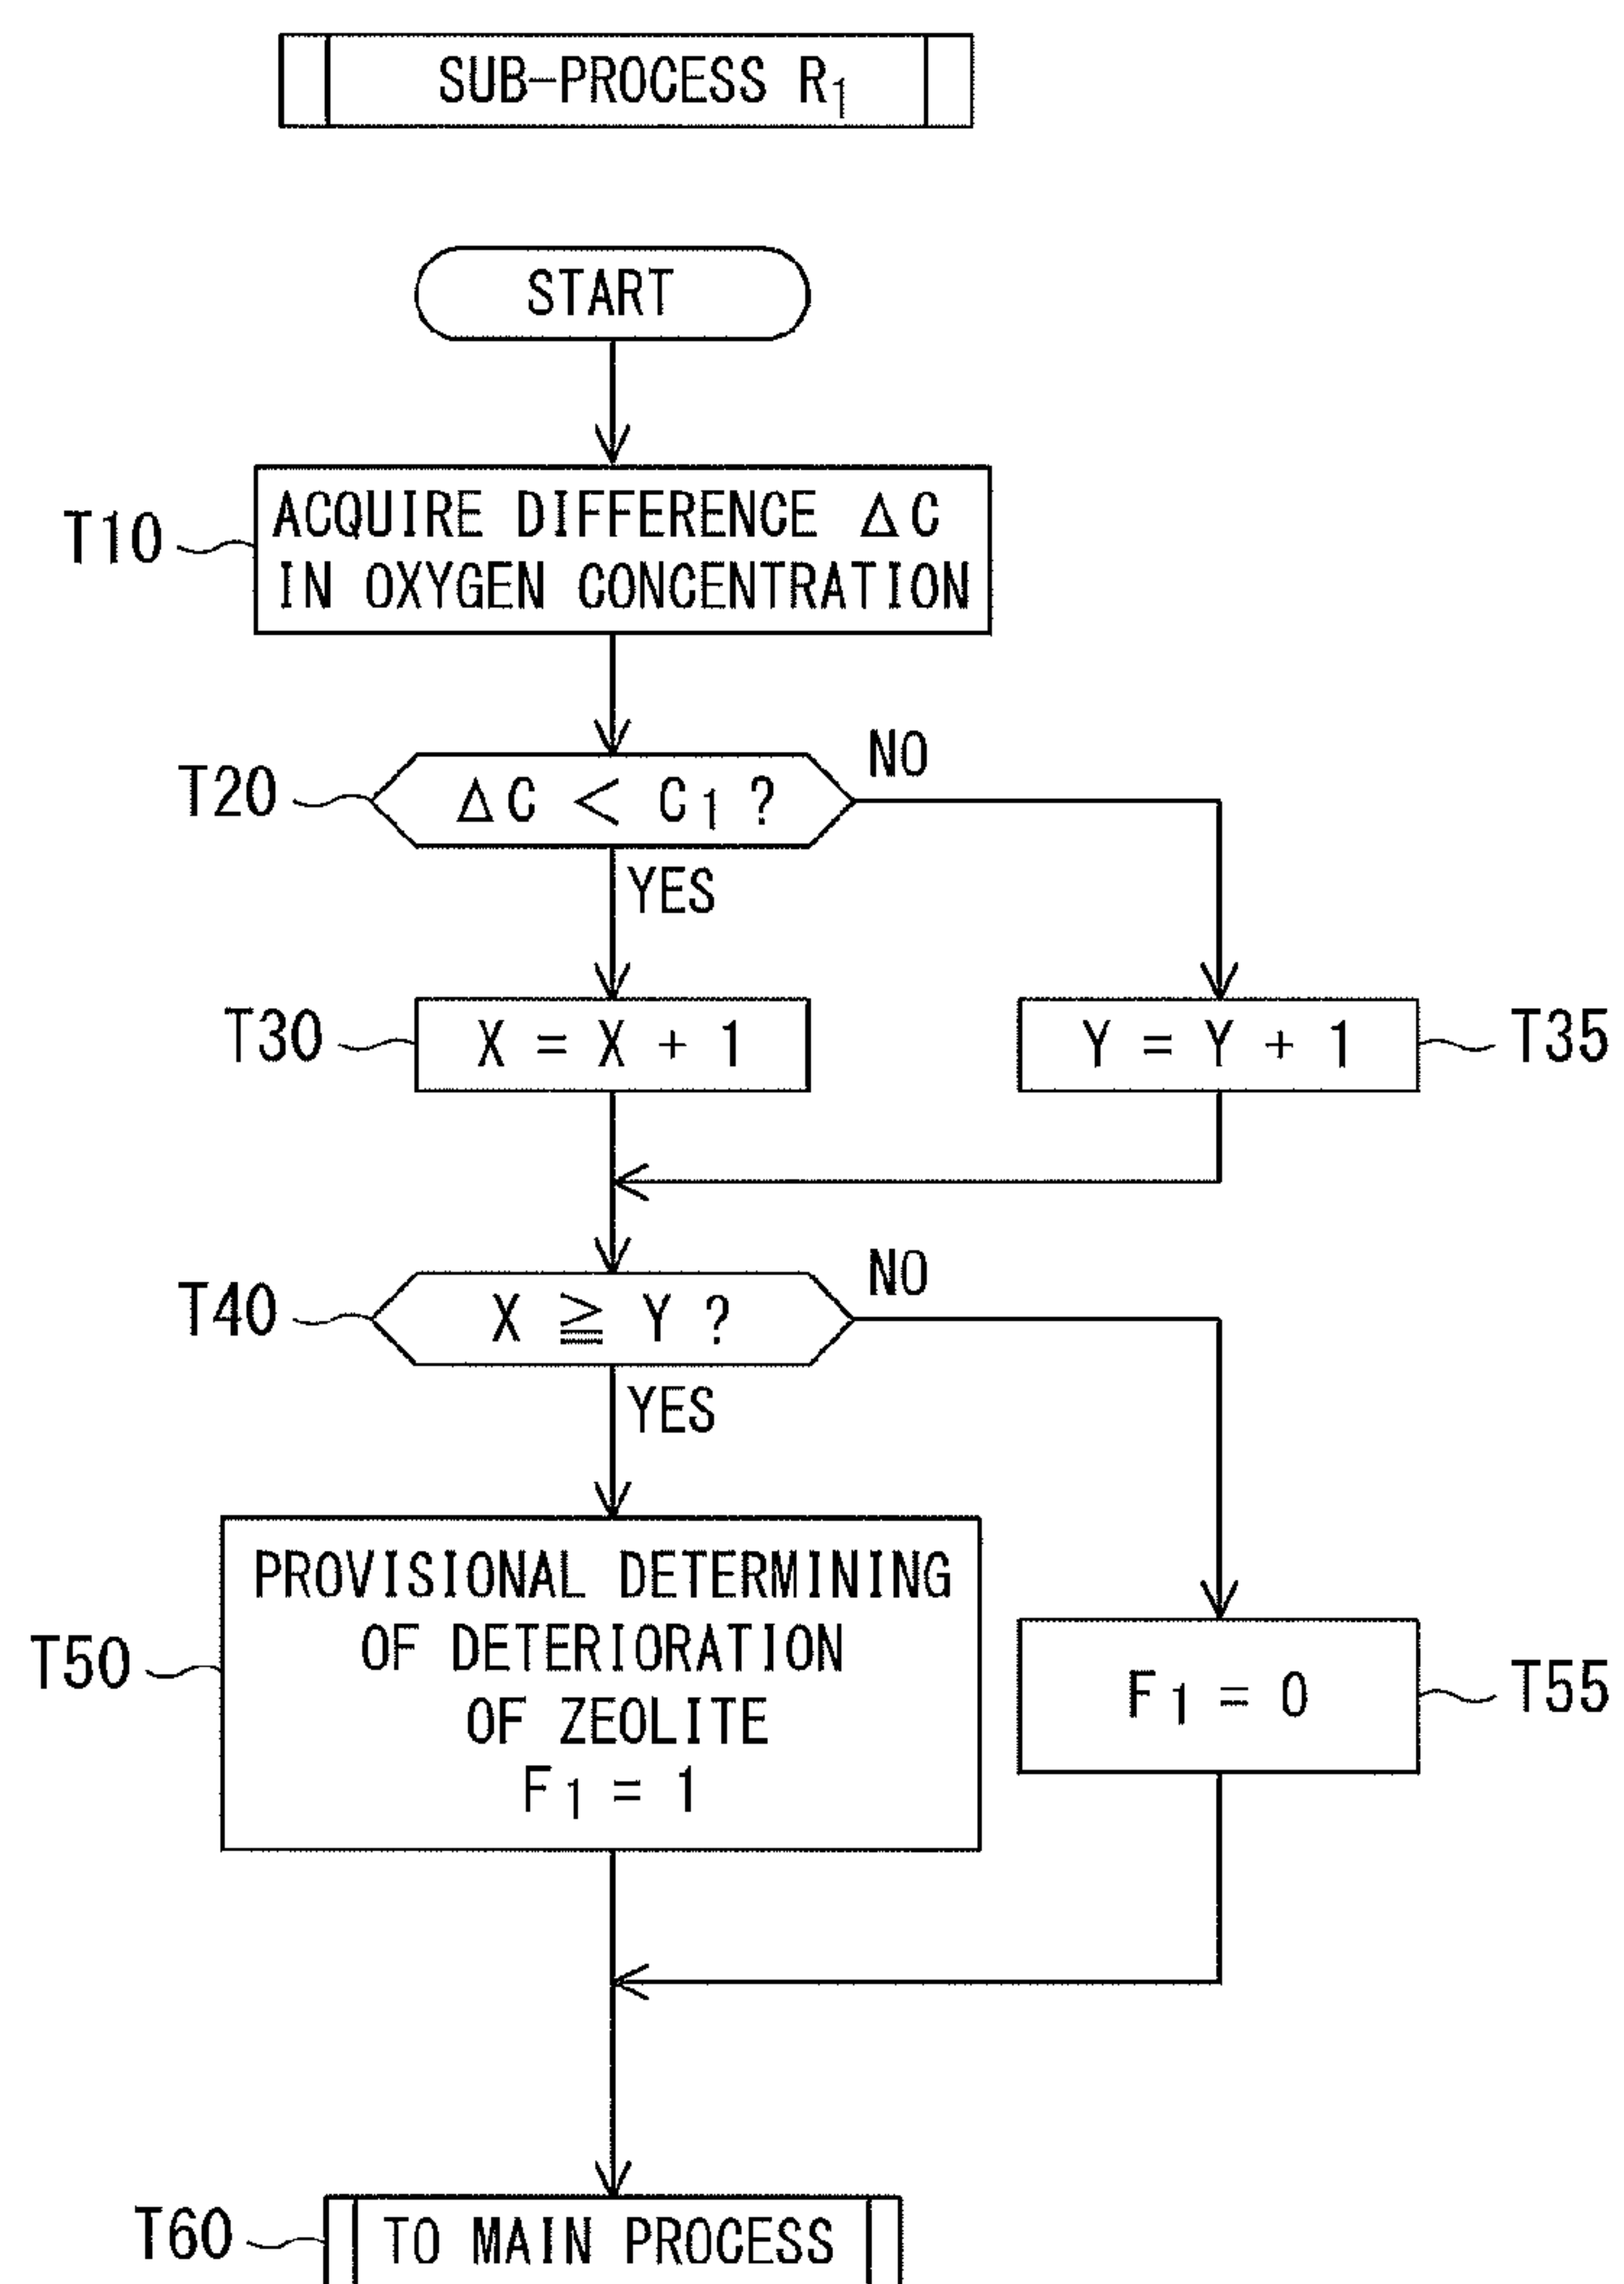 SUB-PROCESS R₁
START
T10
ACQUIRE DIFFERENCE ΔC
IN OXYGEN CONCENTRATION
T20
ΔC < C₁ ?
NO
YES
T30
X = X + 1
Y = Y + 1
T35
T40
X ≧ Y ?
NO
YES
T50
PROVISIONAL DETERMINING
OF DETERIORATION
OF ZEOLITE
F₁ = 1
F₁ = 0
T55
T60
TO MAIN PROCESS